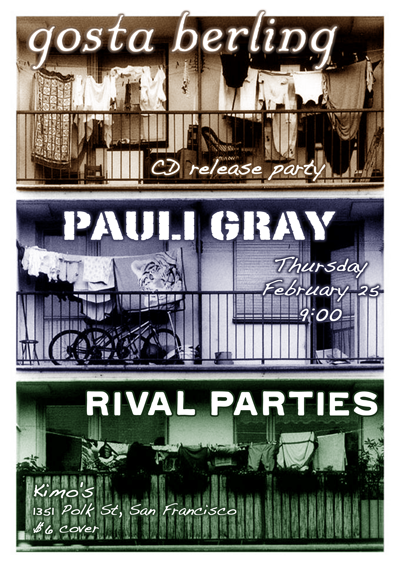 gosta berling
CD release party
PAULI GRAY
Thursday
February 25
9:00
RIVAL PARTIES
Kimo's
1351 Polk St, San Francisco
$6 cover